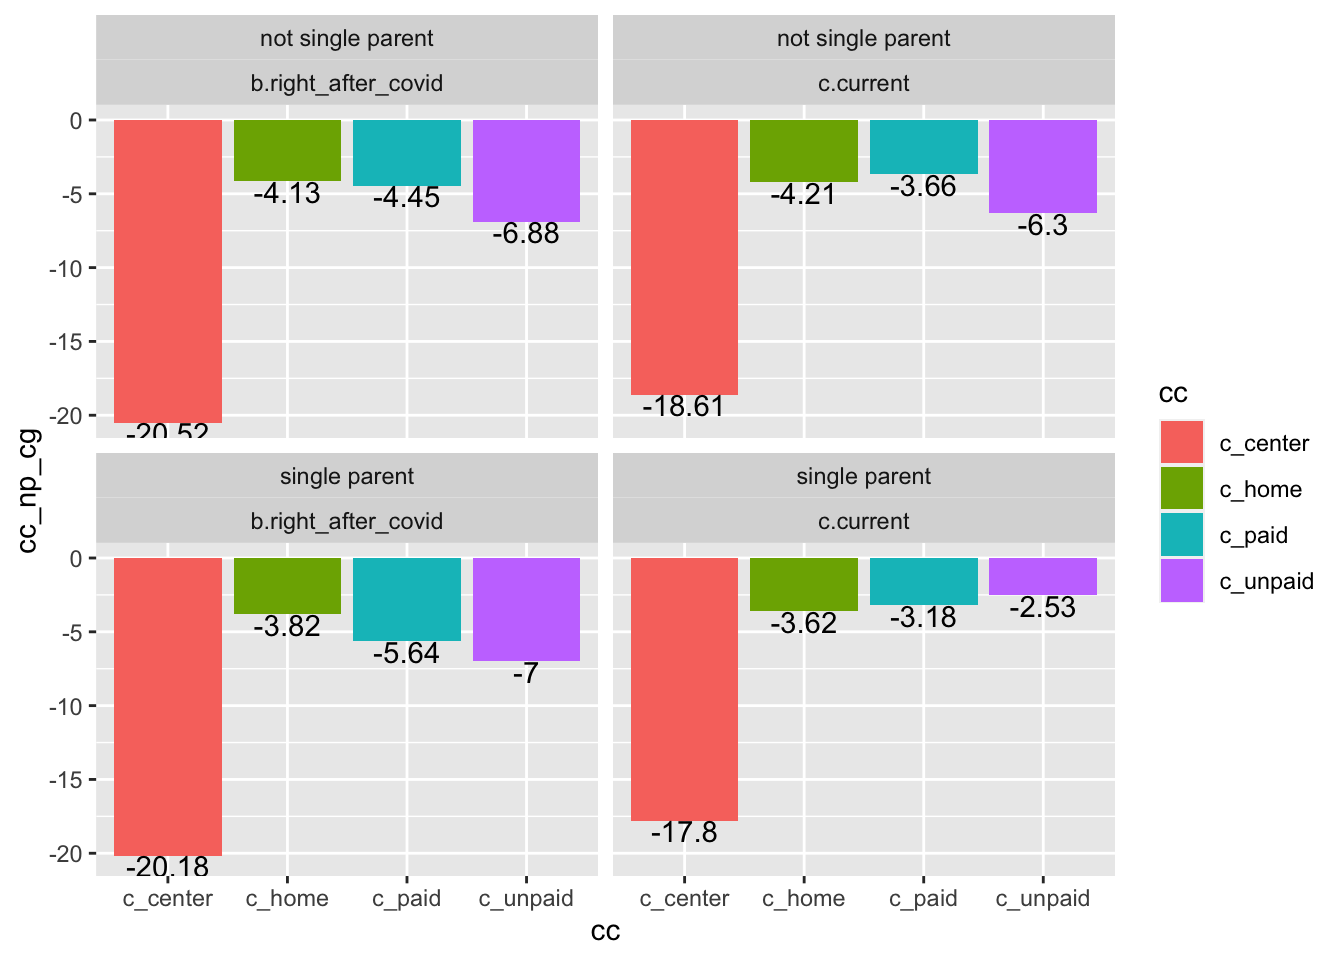 not single parent
not single parent
b.right_after_covid
c.current
0
-5
-10
-15
-20
-20.52
-4.13
-4.45
-6.88
-18.61
-4.21
-3.66
-6.3
single parent
single parent
b.right_after_covid
c.current
0
-5
-10
-15
-20
-20.18
-3.82
-5.64
-7
-17.8
-3.62
-3.18
-2.53
c_center
c_home
c_paid
c_unpaid
c_center
c_home
c_paid
c_unpaid
cc
cc_np_cg
cc
c_center
c_home
c_paid
c_unpaid